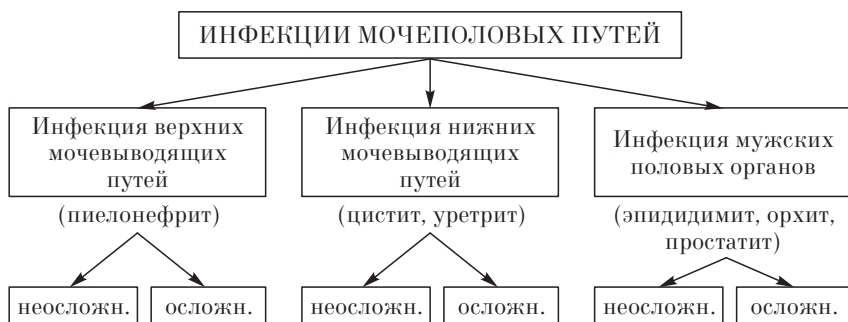 ИНФЕКЦИИ МОЧЕПОЛОВЫХ ПУТЕЙ
Инфекция верхних
мочевыводящих
путей
(пиелонефрит)
неосложн.
осложн.
Инфекция нижних
мочевыводящих
путей
(цистит, уретрит)
неосложн.
осложн.
Инфекция мужских
половых органов
(эпидидимит, орхит,
простатит)
неосложн.
осложн.